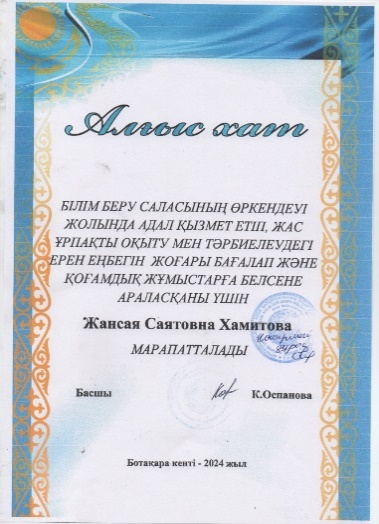 Алғыс хат
БІЛІМ БЕРУ САЛАСЫНЫҢ ӨРКЕНДЕУІ
ЖОЛЫНДА АДАЛ ҚЫЗМЕТ ЕТІП, ЖАС
ҰРПАҚТЫ ОҚЫТУ МЕН ТӘРБИЕЛЕУДЕГІ
ЕРЕН ЕҢБЕГІН ЖОҒАРЫ БАҒАЛАП ЖӘНЕ
ҚОҒАМДЫҚ ЖҰМЫСТАРҒА БЕЛСЕНЕ
АРАЛАСҚАНЫ ҮШІН
Жансая Саятовна Хамитова
МАРАПАТТАЛАДЫ
Басшы К.Оспанова
Ботақара кенті - 2024 жыл